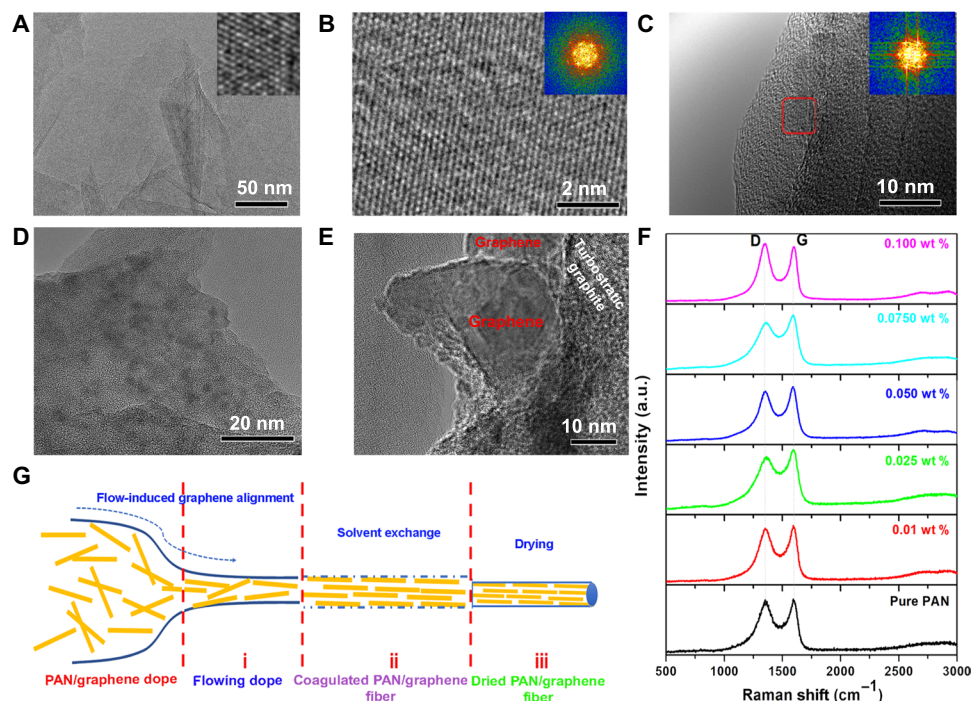 A
50 nm
B
2 nm
C
10 nm
D
20 nm
E
Graphene
Graphene
Turbostratic
graphite
10 nm
F
D
G
0.100 wt %
0.0750 wt %
0.050 wt %
0.025 wt %
0.01 wt %
Pure PAN
Intensity (a.u.)
500 1000 1500 2000 2500 3000
Raman shift (cm⁻¹)
G
Flow-induced graphene alignment
Solvent exchange
Drying
i
ii
iii
PAN/graphene dope
Flowing dope
Coagulated PAN/graphene
fiber
Dried PAN/graphene
fiber